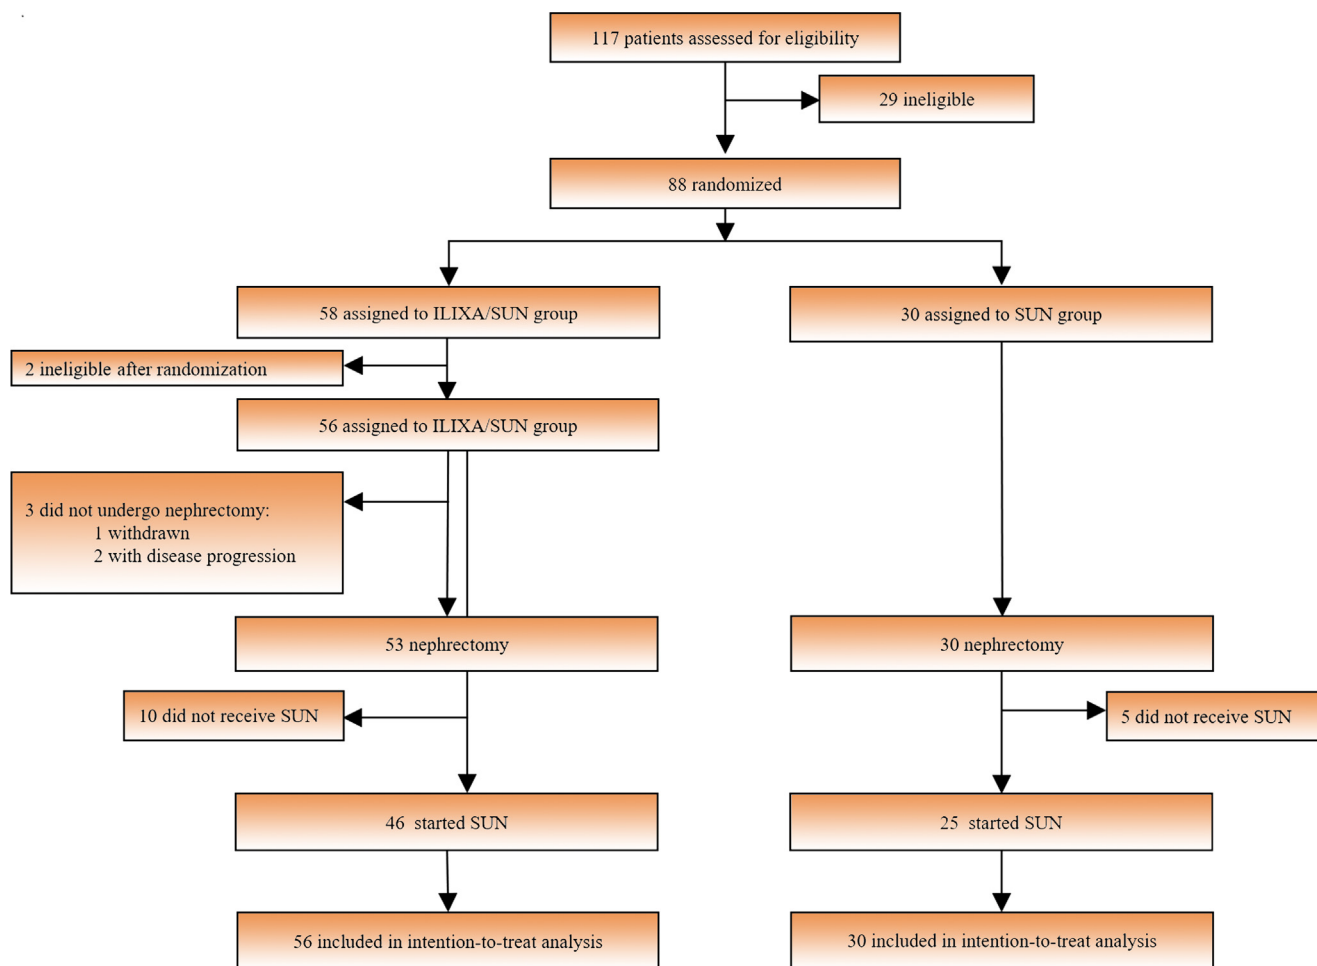 117 patients assessed for eligibility
29 ineligible
88 randomized
58 assigned to ILIXA/SUN group
30 assigned to SUN group
2 ineligible after randomization
56 assigned to ILIXA/SUN group
3 did not undergo nephrectomy:
1 withdrawn
2 with disease progression
53 nephrectomy
30 nephrectomy
10 did not receive SUN
5 did not receive SUN
46 started SUN
25 started SUN
56 included in intention-to-treat analysis
30 included in intention-to-treat analysis